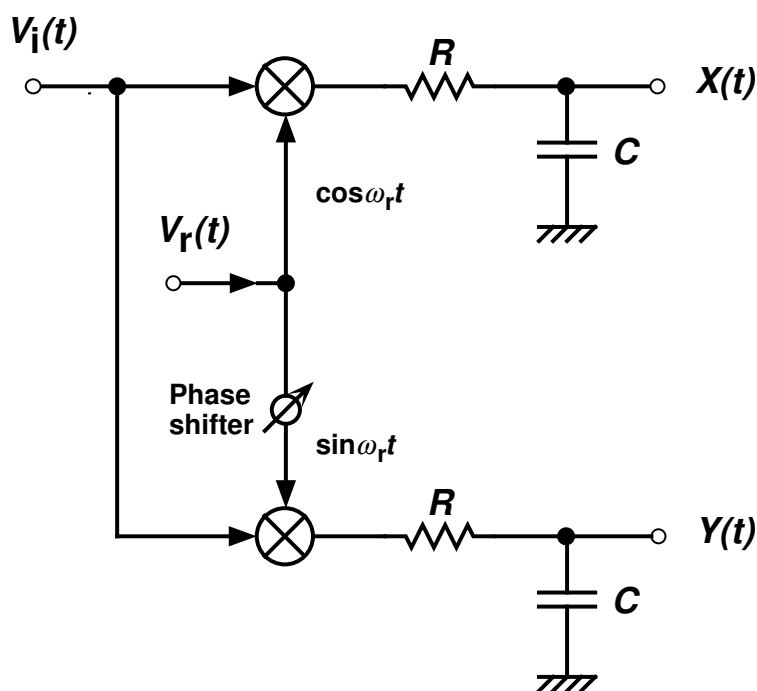 Vi(t)
R
X(t)
C
cosωrt
Vr(t)
Phase
shifter
sinωrt
R
Y(t)
C